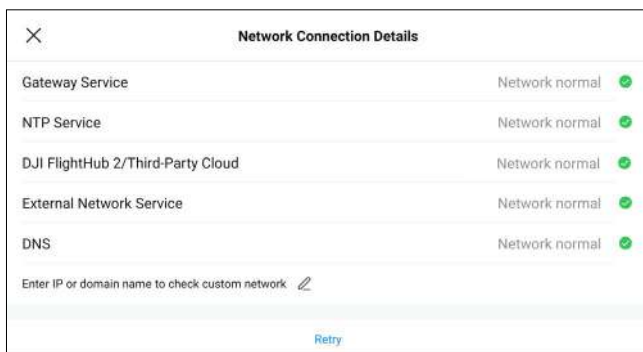 Network Connection Details
Gateway Service Network normal
NTP Service Network normal
DJI FlightHub 2/Third-Party Cloud Network normal
External Network Service Network normal
DNS Network normal
Enter IP or domain name to check custom network
Retry